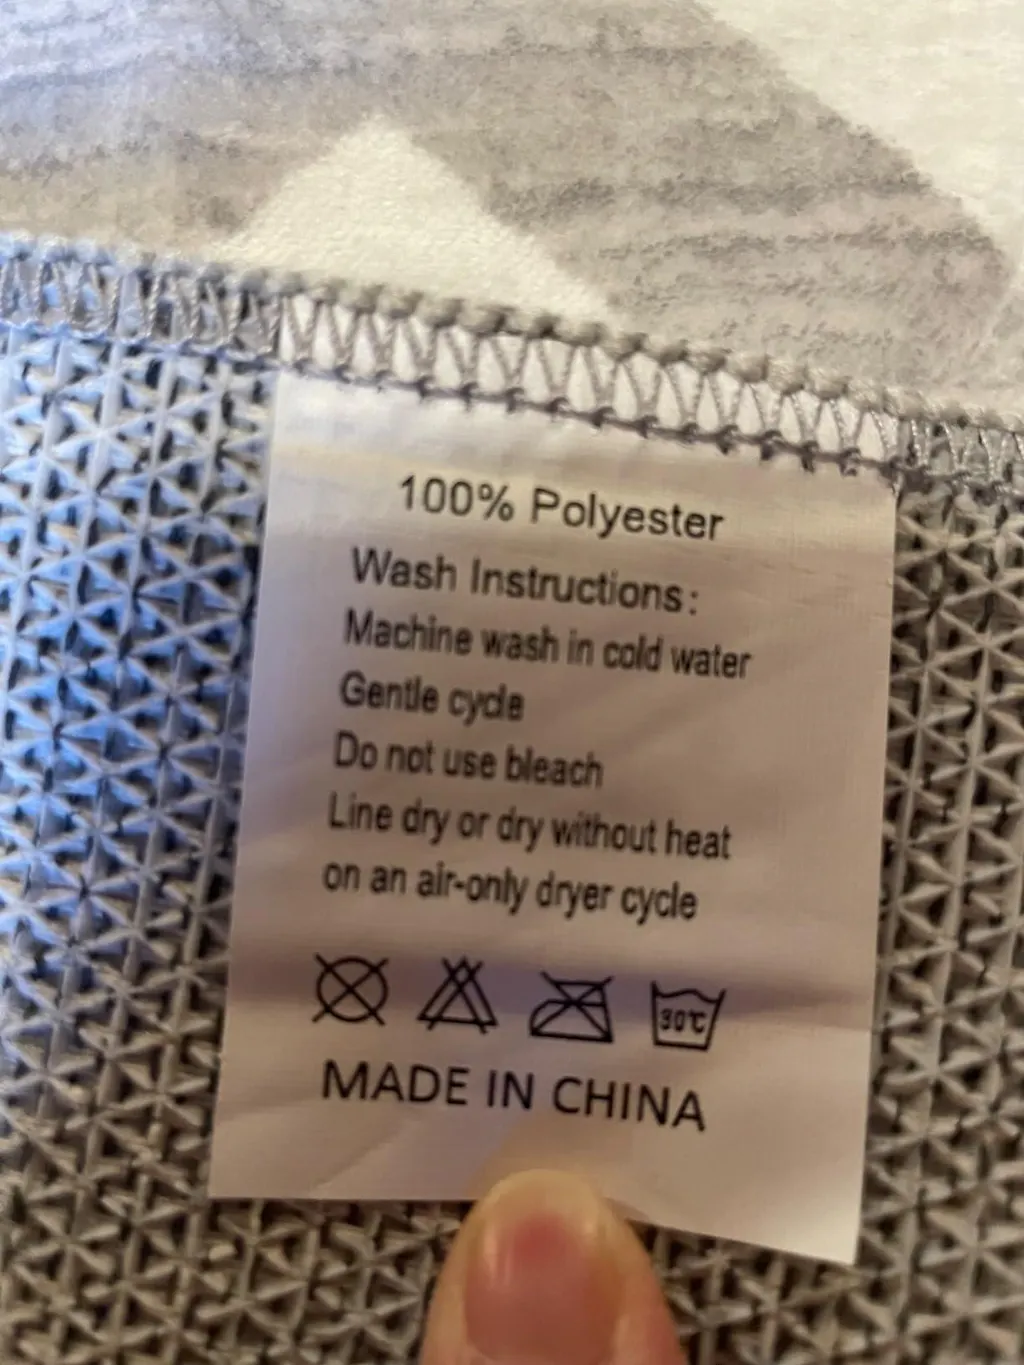 100% Polyester
Wash Instructions:
Machine wash in cold water
Gentle cycle
Do not use bleach
Line dry or dry without heat
on an air-only dryer cycle
30℃
MADE IN CHINA